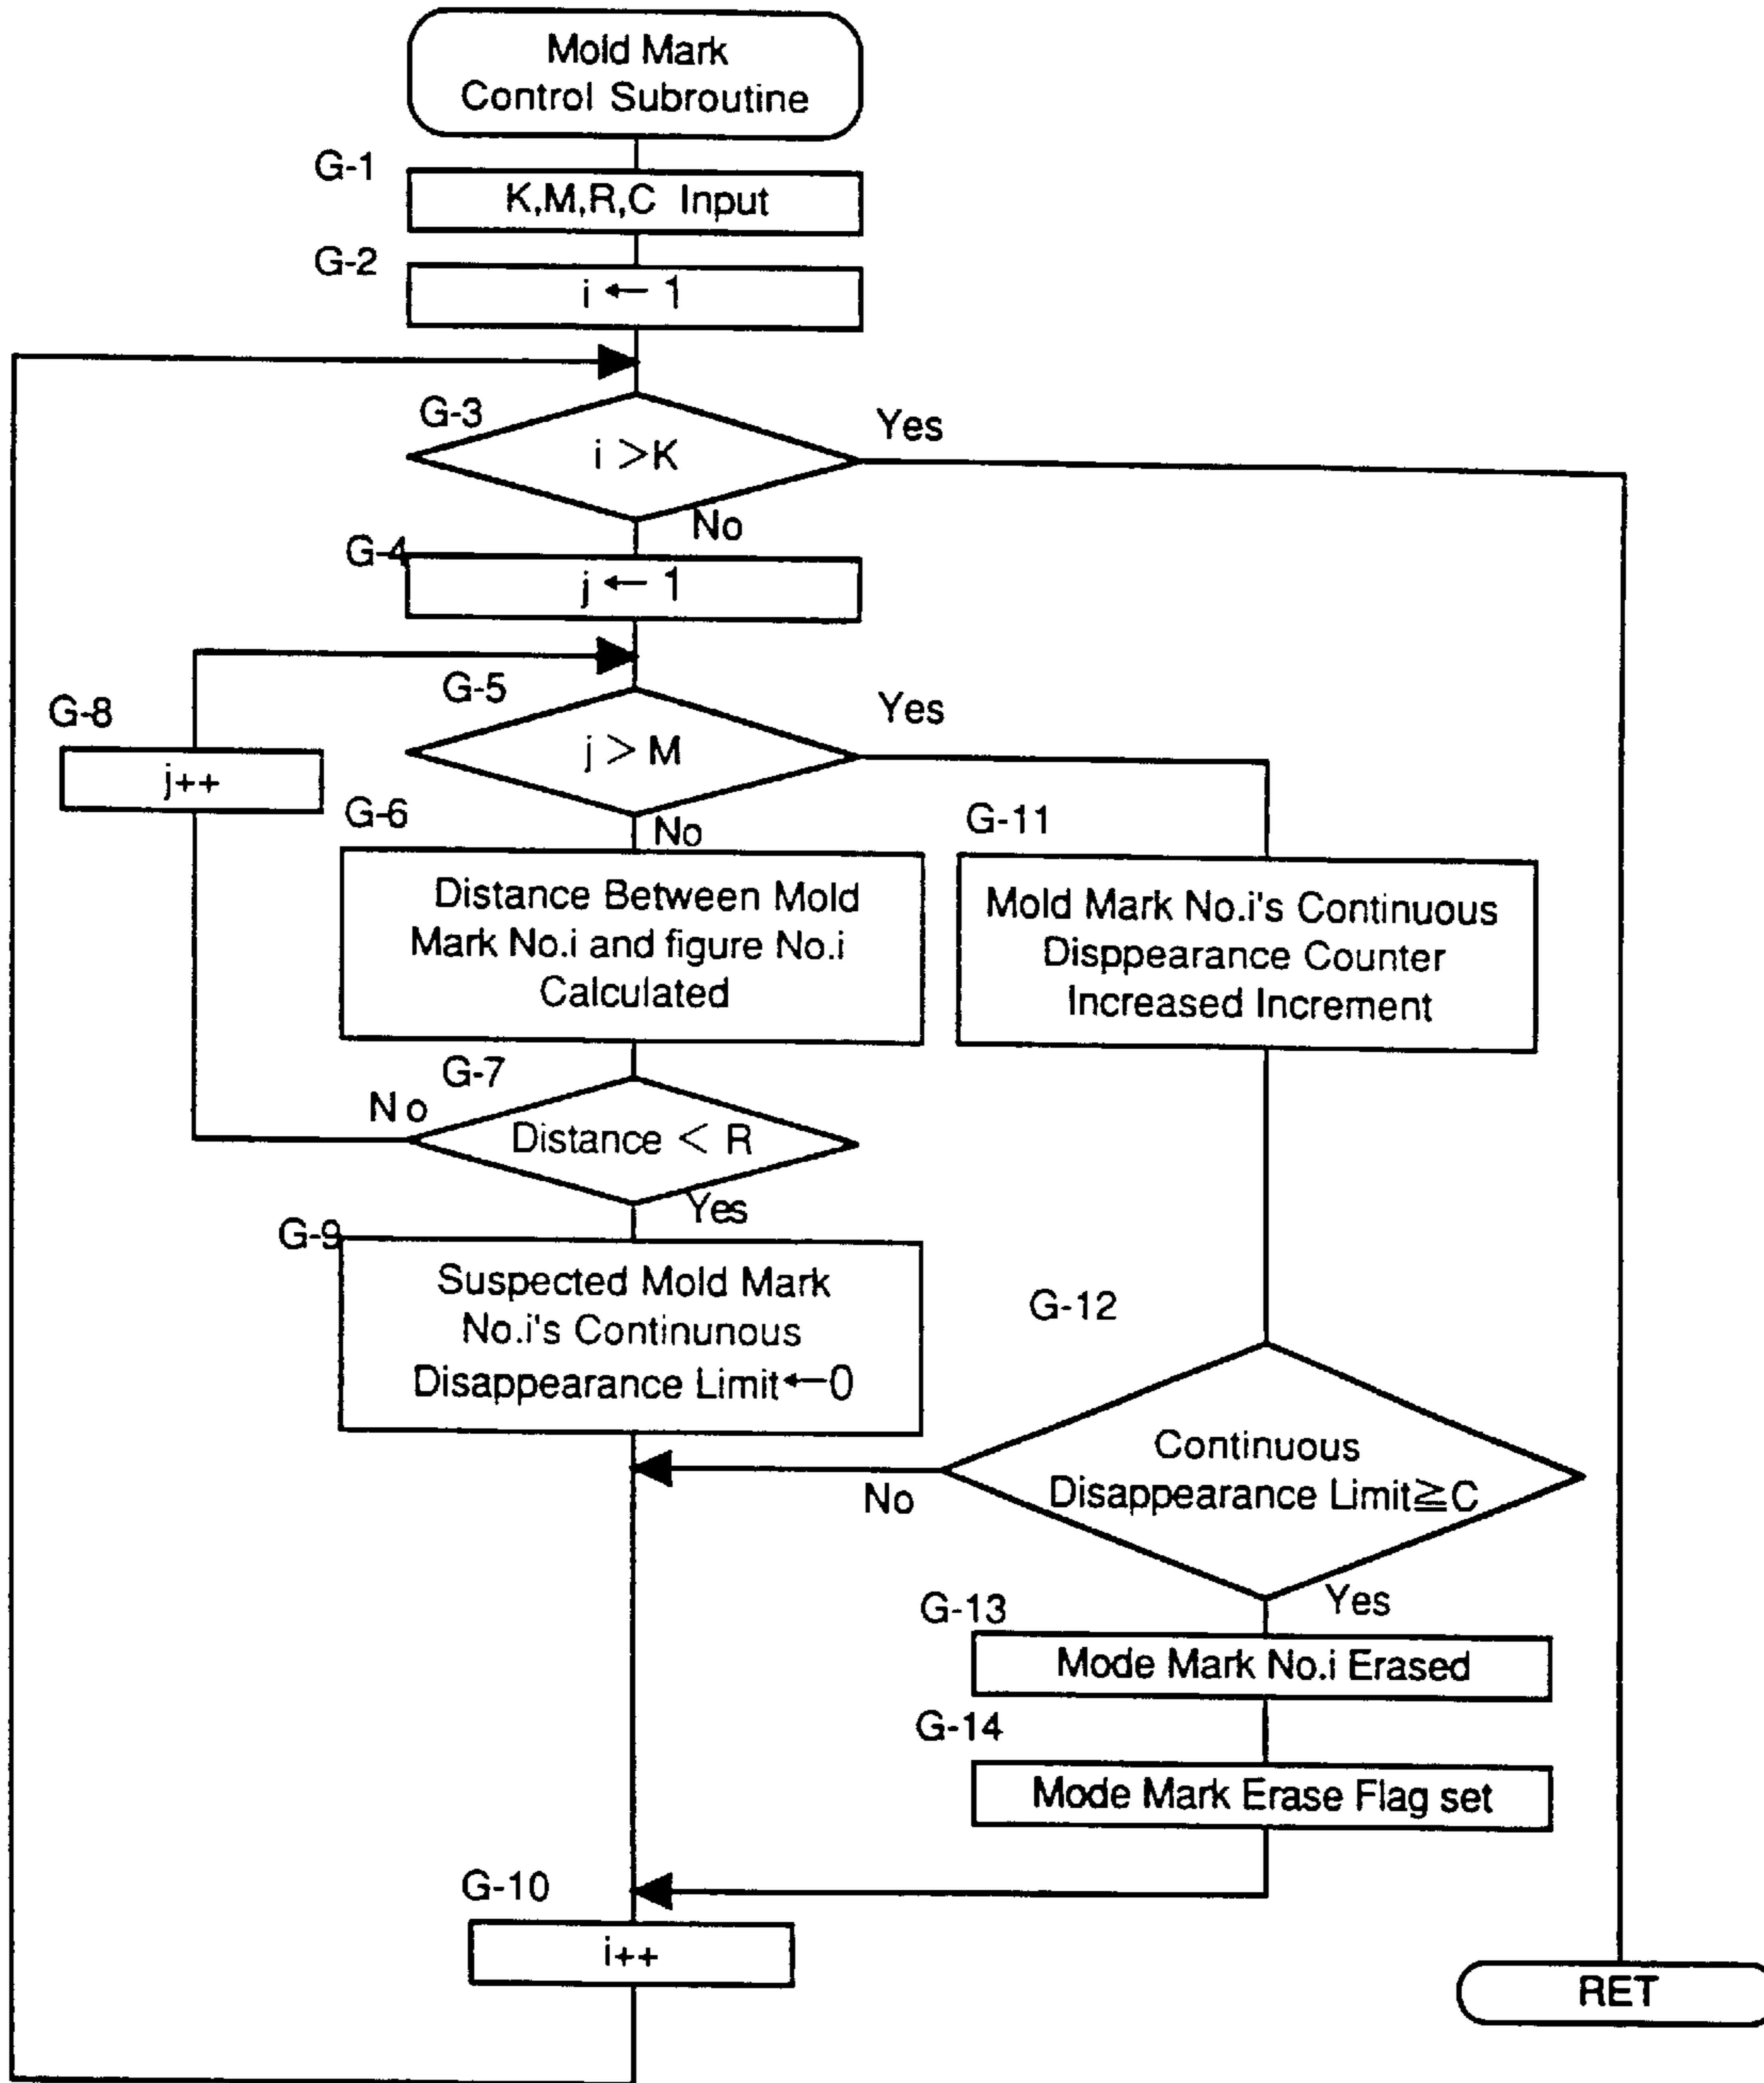 Mold Mark
Control Subroutine
G-1
K,M,R,C Input
G-2
i ← 1
G-3
i >K
Yes
No
G-4
j ← 1
G-5
j > M
Yes
No
G-8
j++
G-6
Distance Between Mold
Mark No.i and figure No.i
Calculated
G-11
Mold Mark No.i's Continuous
Disppearance Counter
Increased Increment
G-7
No
Distance < R
Yes
G-9
Suspected Mold Mark
No.i's Continunous
Disappearance Limit←0
G-12
Continuous
Disappearance Limit≧C
No
Yes
G-13
Mode Mark No.i Erased
G-14
Mode Mark Erase Flag set
G-10
i++
RET